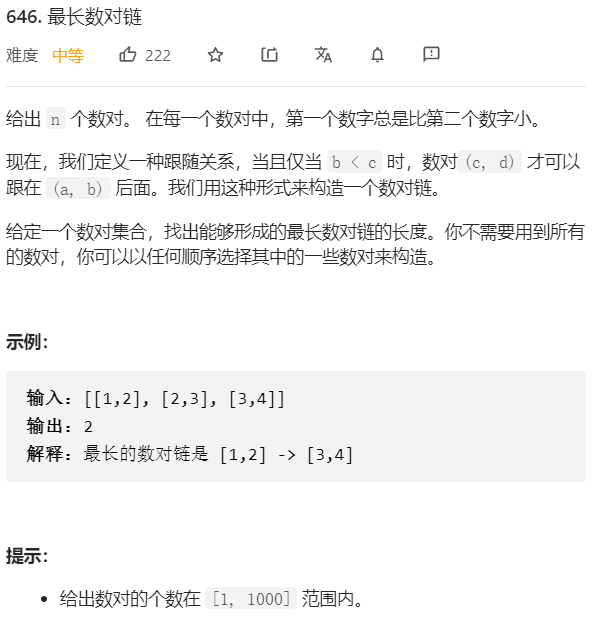 646. 最长数对链
难度 中等 222
给出 n 个数对。 在每一个数对中，第一个数字总是比第二个数字小。
现在，我们定义一种跟随关系，当且仅当 b < c 时，数对(c, d) 才可以
跟在 (a, b) 后面。我们用这种形式来构造一个数对链。
给定一个数对集合，找出能够形成的最长数对链的长度。你不需要用到所有
的数对，你可以以任何顺序选择其中的一些数对来构造。
示例：
输入：[[1,2], [2,3], [3,4]]
输出：2
解释：最长的数对链是 [1,2] -> [3,4]
提示：
• 给出数对的个数在 [1, 1000] 范围内。